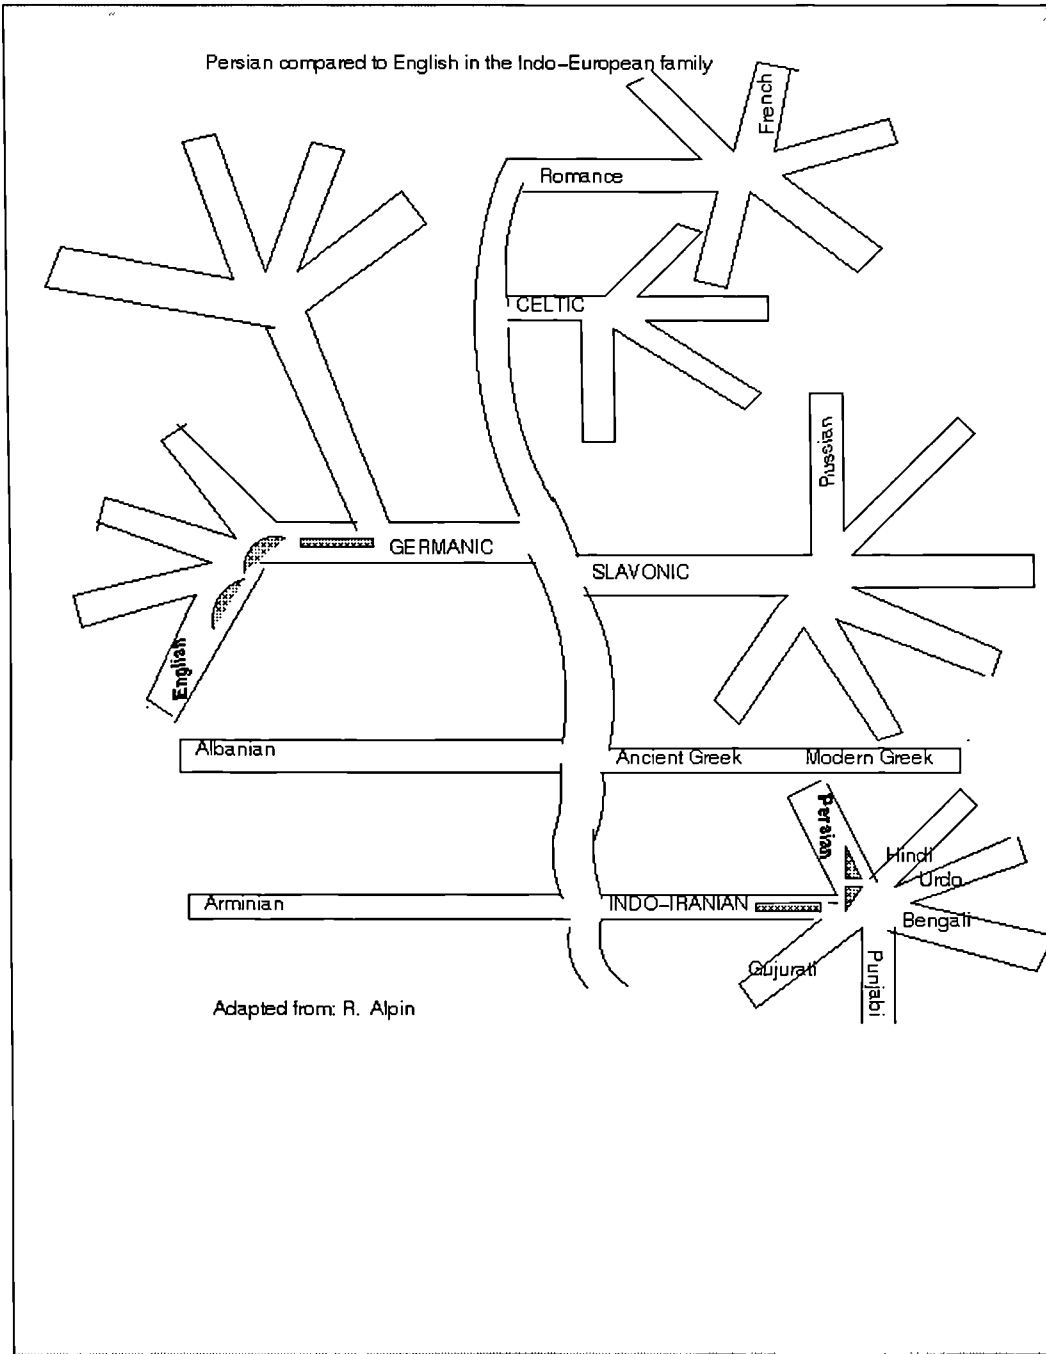 Persian compared to English in the Indo-European family
French
Romance
CELTIC
Russian
GERMANIC
SLAVONIC
English
Albanian
Ancient Greek
Modern Greek
Persian
Hindi
Urdo
Arminian
INDO-IRANIAN
Bengali
Gujurati
Punjabi
Adapted from: R. Alpin